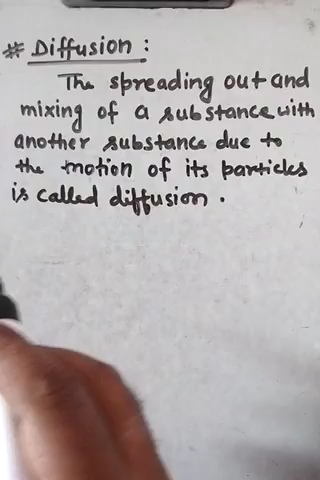 # Diffusion :
The spreading out and
mixing of a substance with
another substance due to
the motion of its particles
is called diffusion .